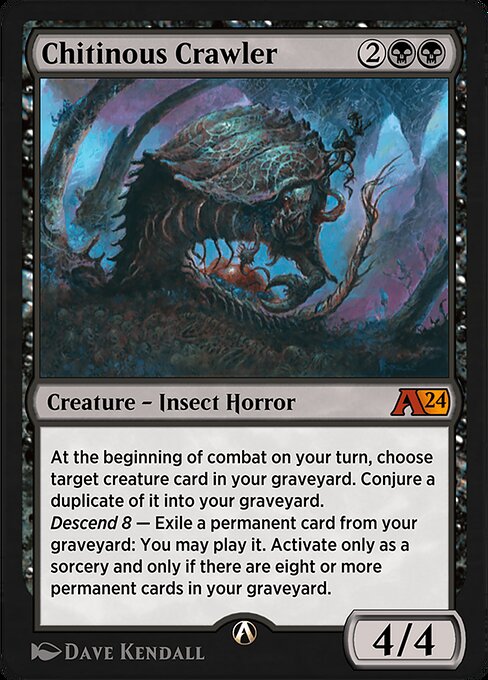 Chitinous Crawler 2
Creature – Insect Horror A24
At the beginning of combat on your turn, choose
target creature card in your graveyard. Conjure a
duplicate of it into your graveyard.
Descend 8 — Exile a permanent card from your
graveyard: You may play it. Activate only as a
sorcery and only if there are eight or more
permanent cards in your graveyard.
4/4
Dave Kendall